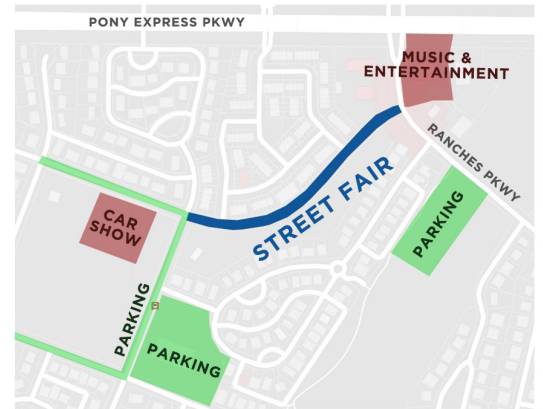 PONY EXPRESS PKWY
MUSIC &
ENTERTAINMENT
RANCHES PKWY
STREET FAIR
PARKING
CAR
SHOW
PARKING
PARKING